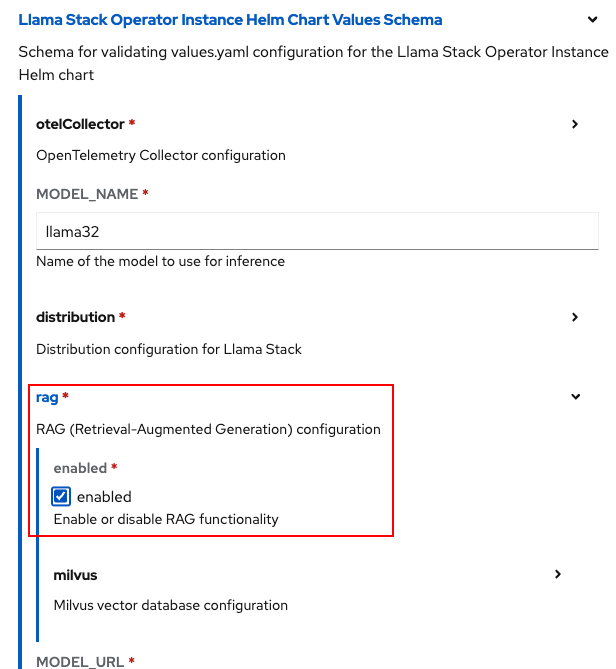 Llama Stack Operator Instance Helm Chart Values Schema
Schema for validating values.yaml configuration for the Llama Stack Operator Instance
Helm chart
otelCollector *
OpenTelemetry Collector configuration
MODEL_NAME *
llama32
Name of the model to use for inference
distribution *
Distribution configuration for Llama Stack
rag *
RAG (Retrieval-Augmented Generation) configuration
enabled *
enabled
Enable or disable RAG functionality
milvus
Milvus vector database configuration
MODEL_URL *